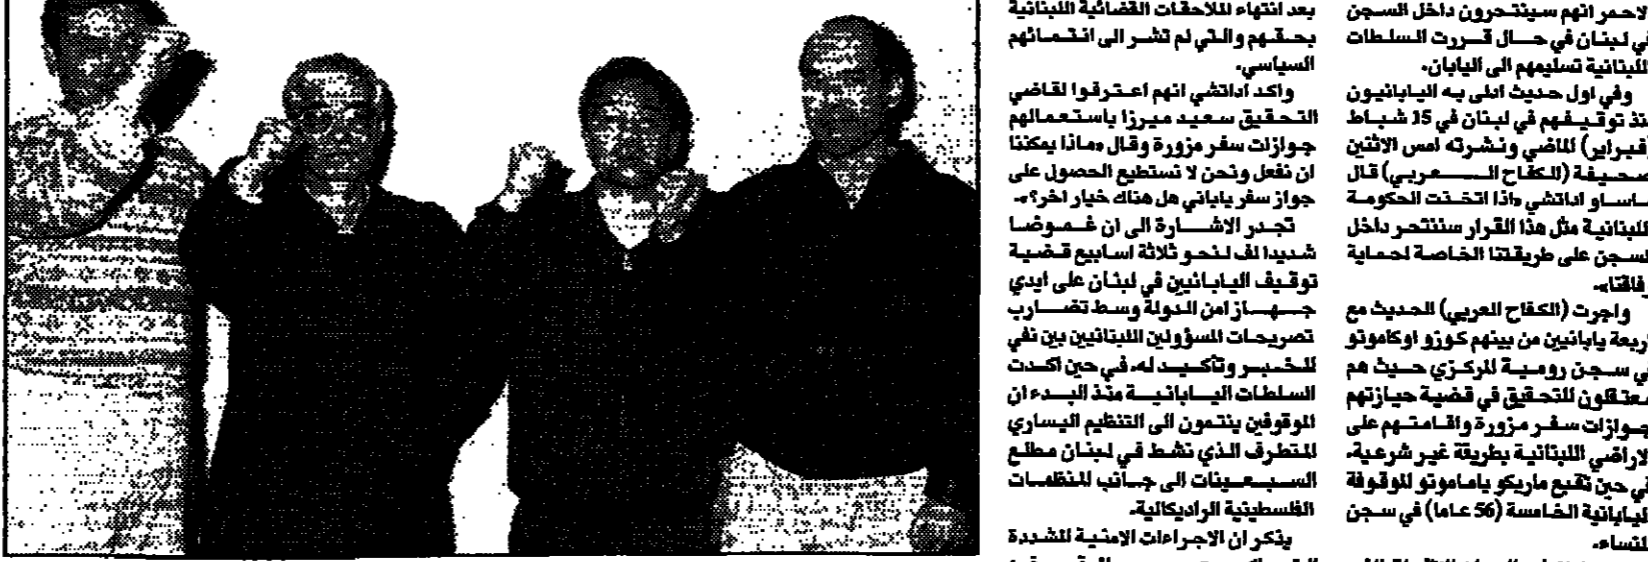 الاحمر انهم سينتحرون داخل السجن
في لبنان في حال قررت السلطات
اللبنانية تسليمهم الى اليابان.
وفي اول حديث ادلى به اليابانيون
منذ توقيفهم في لبنان في 15 شباط
(فبراير) الماضي ونشرته امس الاثنين
صحيفة (الكفاح العربي) قال
ماساو اداتشي «اذا اتخذت الحكومة
اللبنانية مثل هذا القرار سننتحر داخل
السجن على طريقتنا الخاصة لحماية
رفاقنا».
واجرت (الكفاح العربي) الحديث مع
اربعة يابانيين من بينهم كوزو اوكاموتو
في سجن رومية المركزي حيث هم
معتقلون للتحقيق في قضية حيازتهم
جوازات سفر مزورة واقامتهم على
الاراضي اللبنانية بطريقة غير شرعية،
في حين تقبع ماريكو ياماموتو الموقوفة
اليابانية الخامسة (56 عاما) في سجن
للنساء.
بعد انتهاء الملاحقات القضائية اللبنانية
بحقهم والتي لم تشر الى انتمائهم
السياسي.
واكد اداتشي انهم اعترفوا لقاضي
التحقيق سعيد ميرزا باستعمالهم
جوازات سفر مزورة وقال «ماذا يمكننا
ان نفعل ونحن لا نستطيع الحصول على
جواز سفر ياباني هل هناك خيار اخر؟».
تجدر الاشارة الى ان غموضا
شديدا لف لنحو ثلاثة اسابيع قضية
توقيف اليابانيين في لبنان على ايدي
جهاز امن الدولة وسط تضارب
تصريحات المسؤولين اللبنانيين بين نفي
للخبر وتأكيد له، في حين اكدت
السلطات اليابانية منذ البدء ان
الموقوفين ينتمون الى التنظيم اليساري
المتطرف الذي نشط في لبنان مطلع
السبعينات الى جانب المنظمات
الفلسطينية الراديكالية.
يذكر ان الاجراءات الامنية المشددة